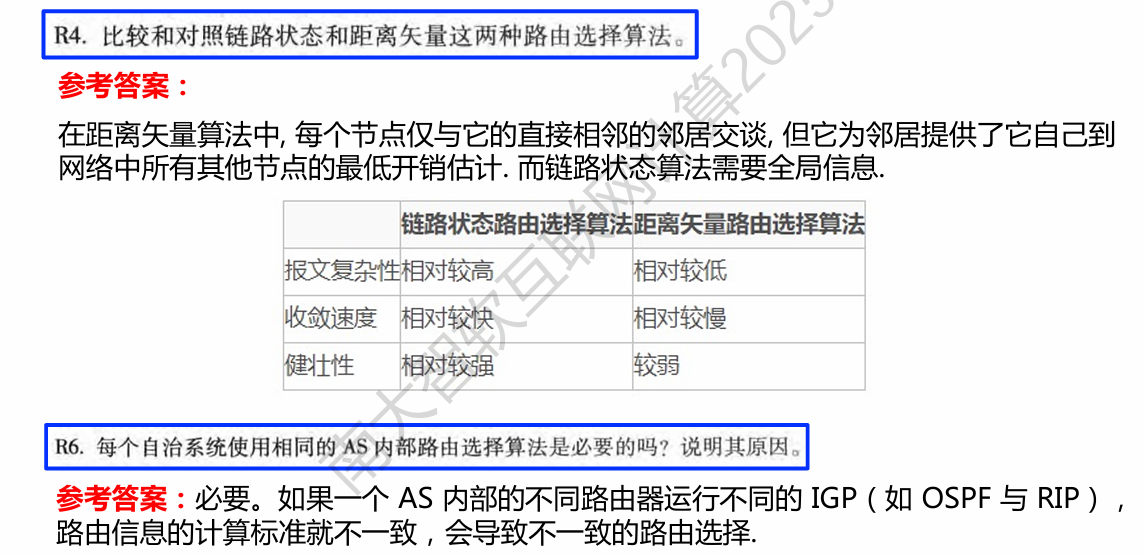 R4. 比较和对照链路状态和距离矢量这两种路由选择算法。
参考答案：
在距离矢量算法中, 每个节点仅与它的直接相邻的邻居交谈, 但它为邻居提供了它自己到
网络中所有其他节点的最低开销估计. 而链路状态算法需要全局信息.
链路状态路由选择算法 距离矢量路由选择算法
报文复杂性 相对较高 相对较低
收敛速度 相对较快 相对较慢
健壮性 相对较强 较弱
R6. 每个自治系统使用相同的 AS 内部路由选择算法是必要的吗？说明其原因。
参考答案：必要。如果一个 AS 内部的不同路由器运行不同的 IGP（如 OSPF 与 RIP），
路由信息的计算标准就不一致，会导致不一致的路由选择.
南大智软互联网计算2025